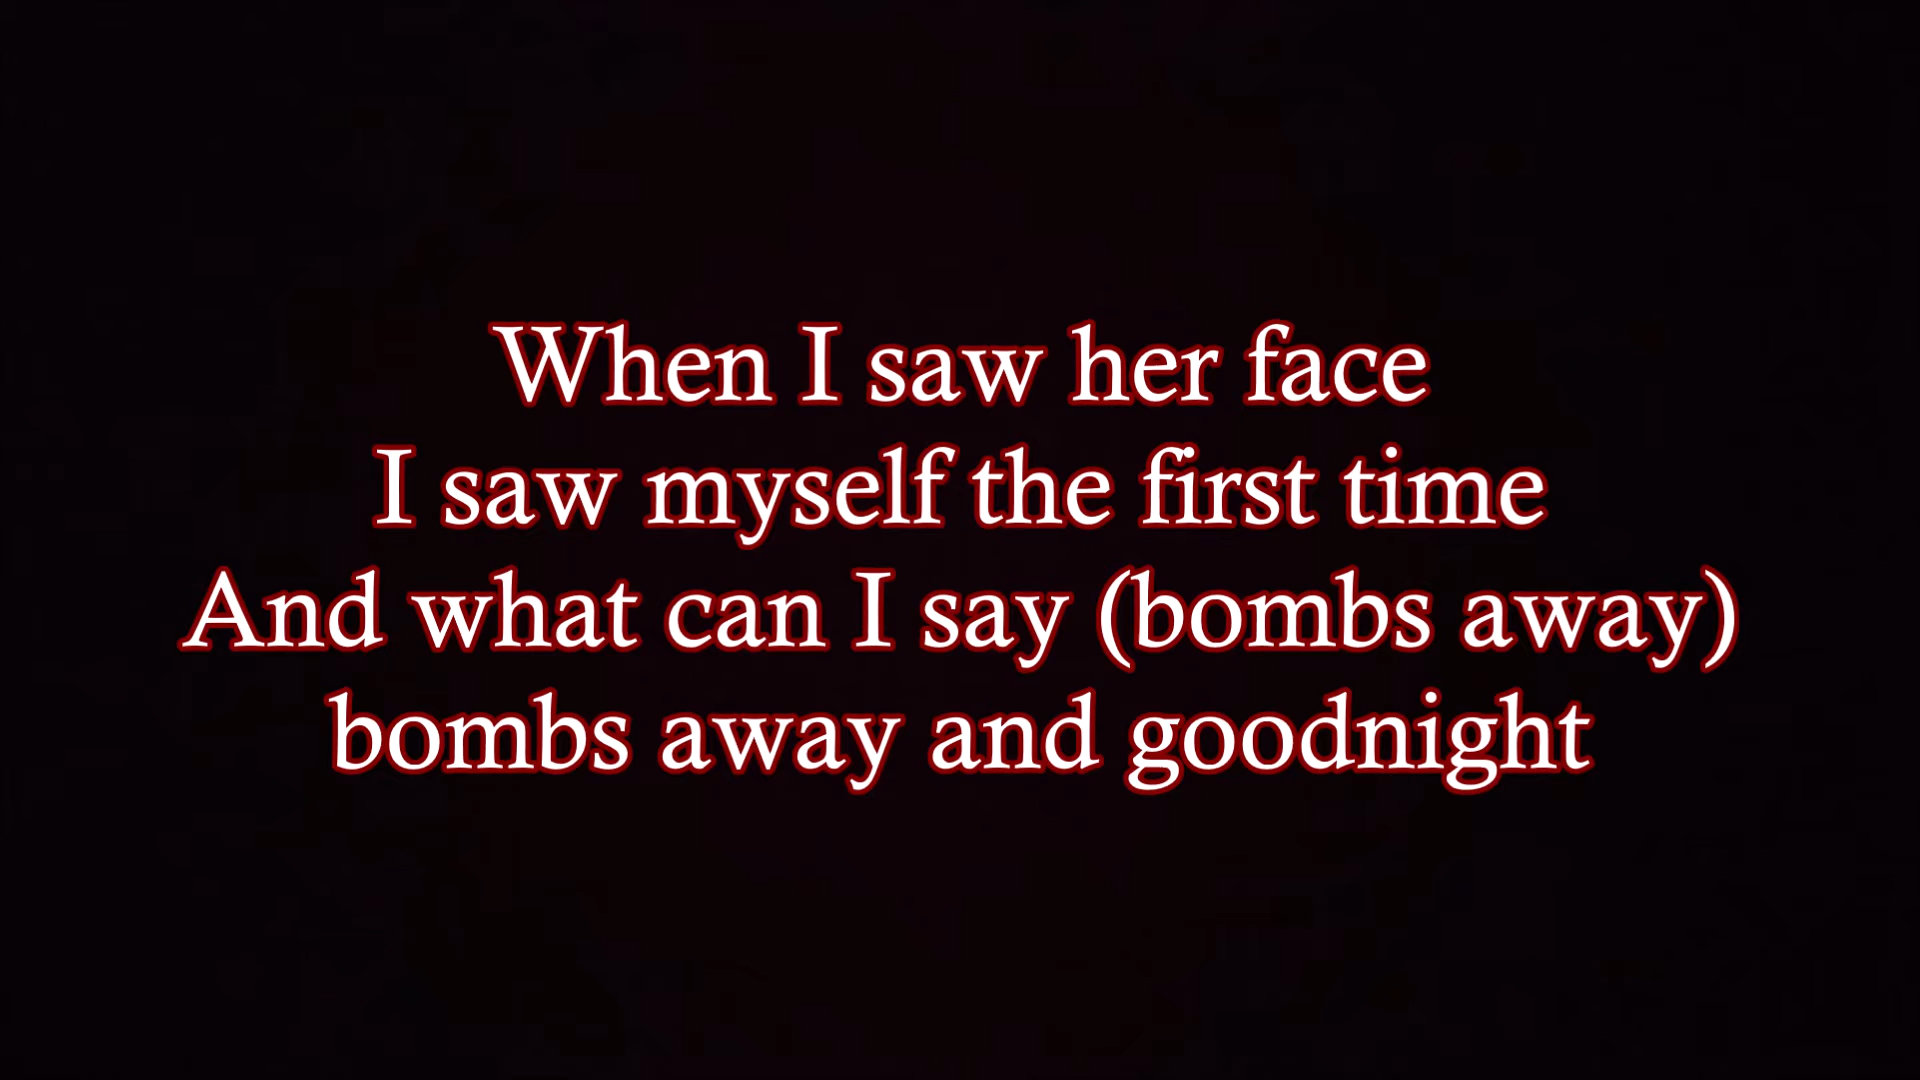 When I saw her face
I saw myself the first time
And what can I say (bombs away)
bombs away and goodnight